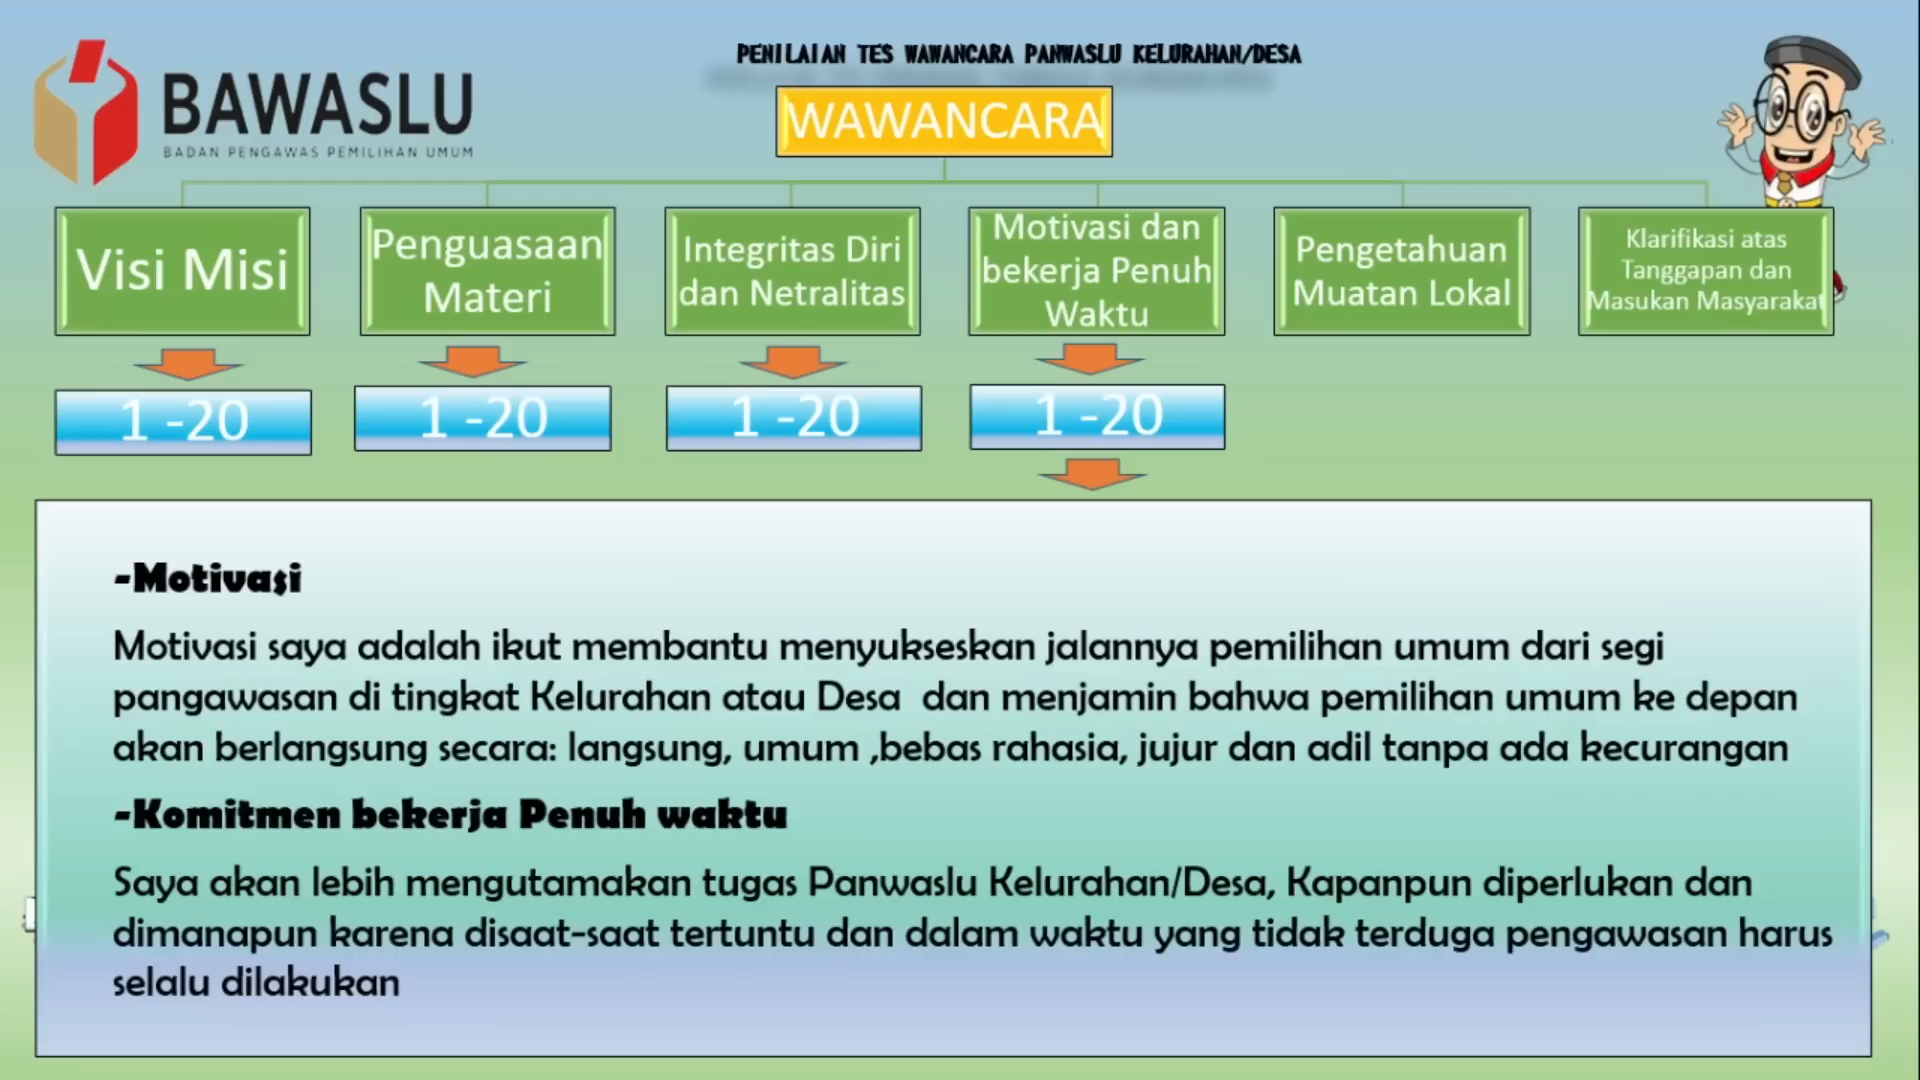 PENILAIAN TES WAWANCARA PANWASLU KELURAHAN/DESA
BAWASLU
BADAN PENGAWAS PEMILIHAN UMUM
WAWANCARA
Visi Misi
Penguasaan
Materi
Integritas Diri
dan Netralitas
Motivasi dan
bekerja Penuh
Waktu
Pengetahuan
Muatan Lokal
Klarifikasi atas
Tanggapan dan
Masukan Masyarakat
1 -20
1 -20
1 -20
1 -20
-Motivasi
Motivasi saya adalah ikut membantu menyukseskan jalannya pemilihan umum dari segi
pangawasan di tingkat Kelurahan atau Desa dan menjamin bahwa pemilihan umum ke depan
akan berlangsung secara: langsung, umum ,bebas rahasia, jujur dan adil tanpa ada kecurangan
-Komitmen bekerja Penuh waktu
Saya akan lebih mengutamakan tugas Panwaslu Kelurahan/Desa, Kapanpun diperlukan dan
dimanapun karena disaat-saat tertuntu dan dalam waktu yang tidak terduga pengawasan harus
selalu dilakukan